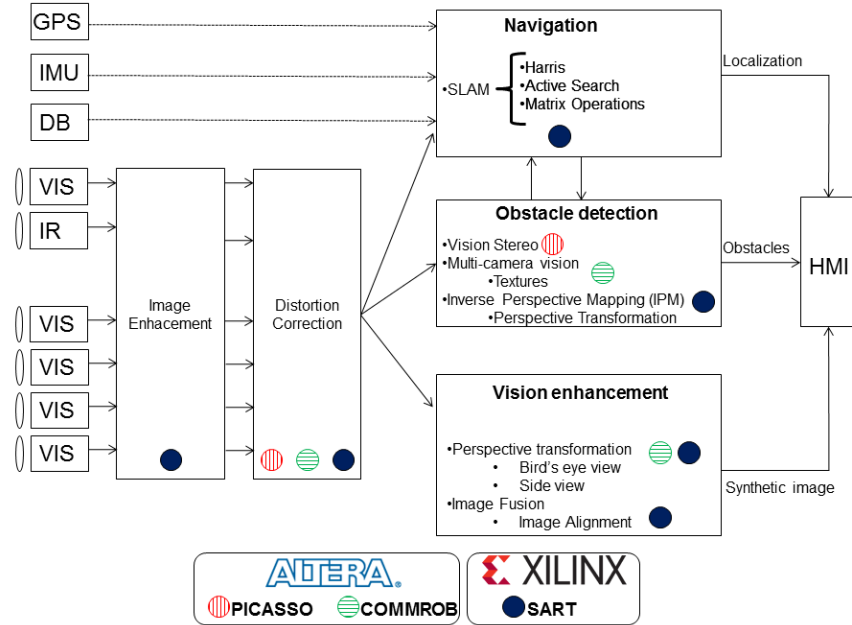 GPS
IMU
DB
VIS
IR
VIS
VIS
VIS
VIS
Image
Enhacement
Distortion
Correction
Navigation
•SLAM
•Harris
•Active Search
•Matrix Operations
Localization
Obstacle detection
•Vision Stereo
•Multi-camera vision
•Textures
•Inverse Perspective Mapping (IPM)
•Perspective Transformation
Obstacles
HMI
Vision enhancement
•Perspective transformation
• Bird's eye view
• Side view
•Image Fusion
• Image Alignment
Synthetic image
ALTERA®
PICASSO COMMROB
XILINX
SART